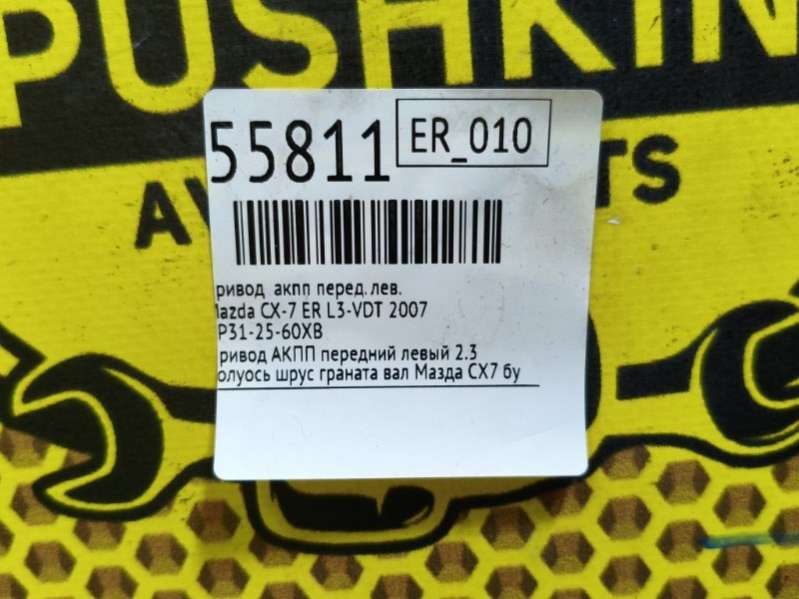 PUSHKIN
55811
ER_010
ривод акпп перед. лев.
azda CX-7 ER L3-VDT 2007
P31-25-60XB
ривод АКПП передний левый 2.3
олуось шрус граната вал Мазда СХ7 бу